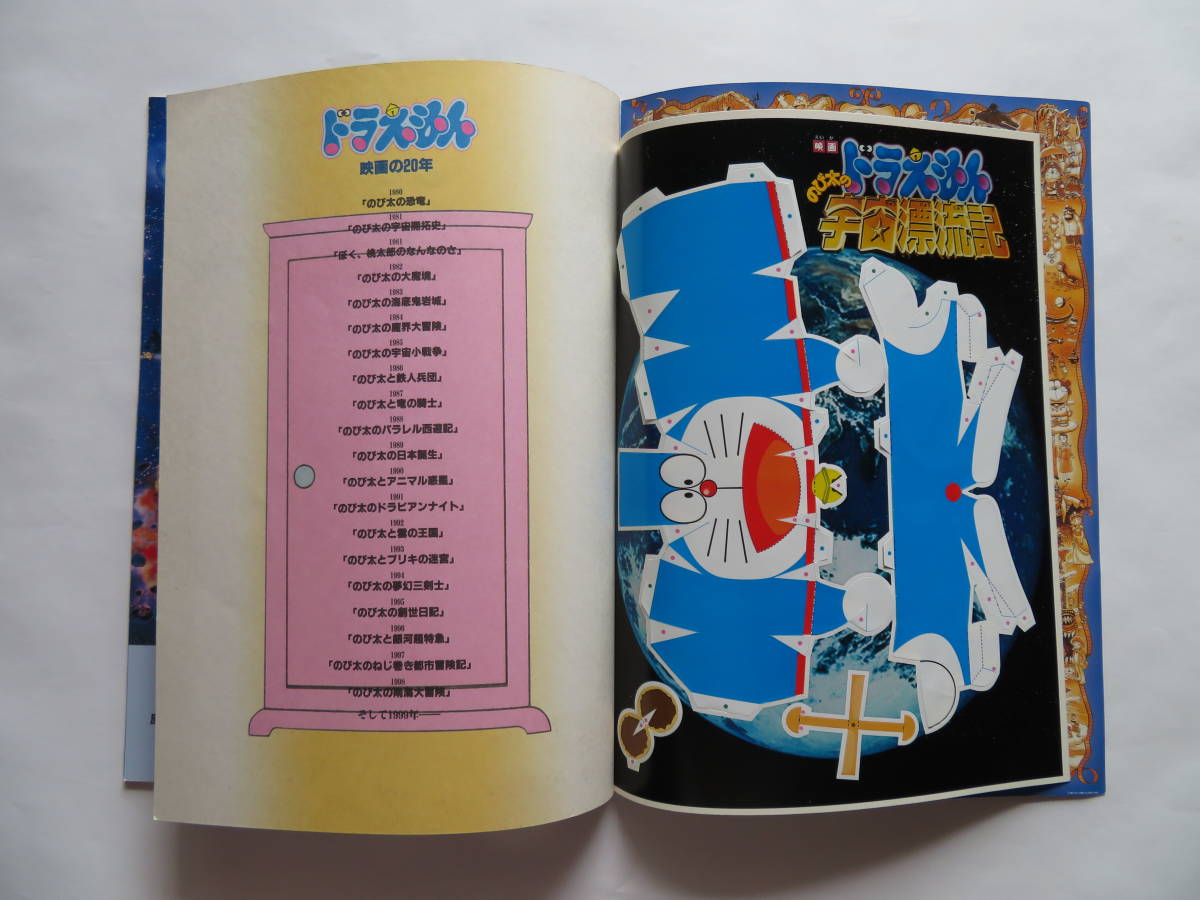 ドラえもん
映画の20年
1980
「のび太の恐竜」
1981
「のび太の宇宙開拓史」
1981
「ぼく、桃太郎のなんなのさ」
1982
「のび太の大魔境」
1983
「のび太の海底鬼岩城」
1984
「のび太の魔界大冒険」
1985
「のび太の宇宙小戦争」
1986
「のび太と鉄人兵団」
1987
「のび太と竜の騎士」
1988
「のび太のパラレル西遊記」
1989
「のび太の日本誕生」
1990
「のび太とアニマル惑星」
1991
「のび太のドラビアンナイト」
1992
「のび太と雲の王国」
1993
「のび太とブリキの迷宮」
1994
「のび太の夢幻三剣士」
1995
「のび太の創世日記」
1996
「のび太と銀河超特急」
1997
「のび太のねじ巻き都市冒険記」
1998
「のび太の南海大冒険」
そして1999年——
えいが
映画
ドラえもん
のび太の
宇宙漂流記